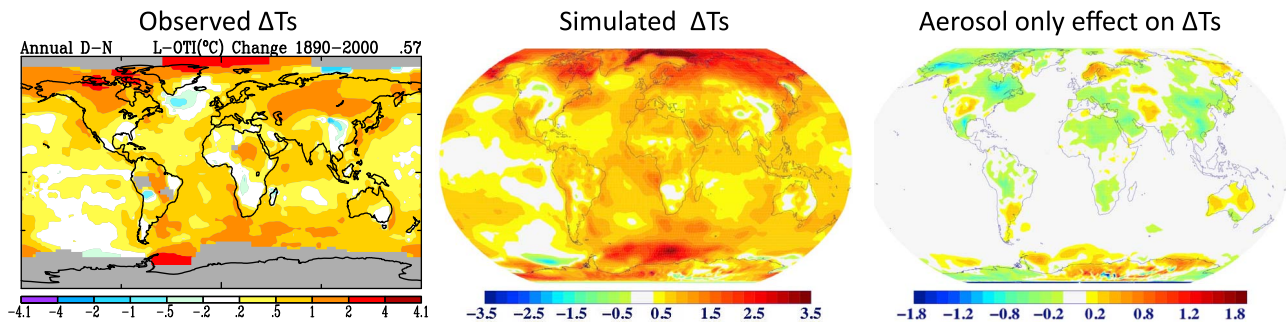 Observed ΔTs
Simulated ΔTs
Aerosol only effect on ΔTs
Annual D-N L-OTI(°C) Change 1890-2000 .57
-4.1 -4 -2 -1 -.5 -.2 .2 .5 1 2 4 4.1
−3.5 −2.5 −1.5 −0.5 0.5 1.5 2.5 3.5
−1.8 −1.2 −0.8 −0.2 0.2 0.8 1.2 1.8